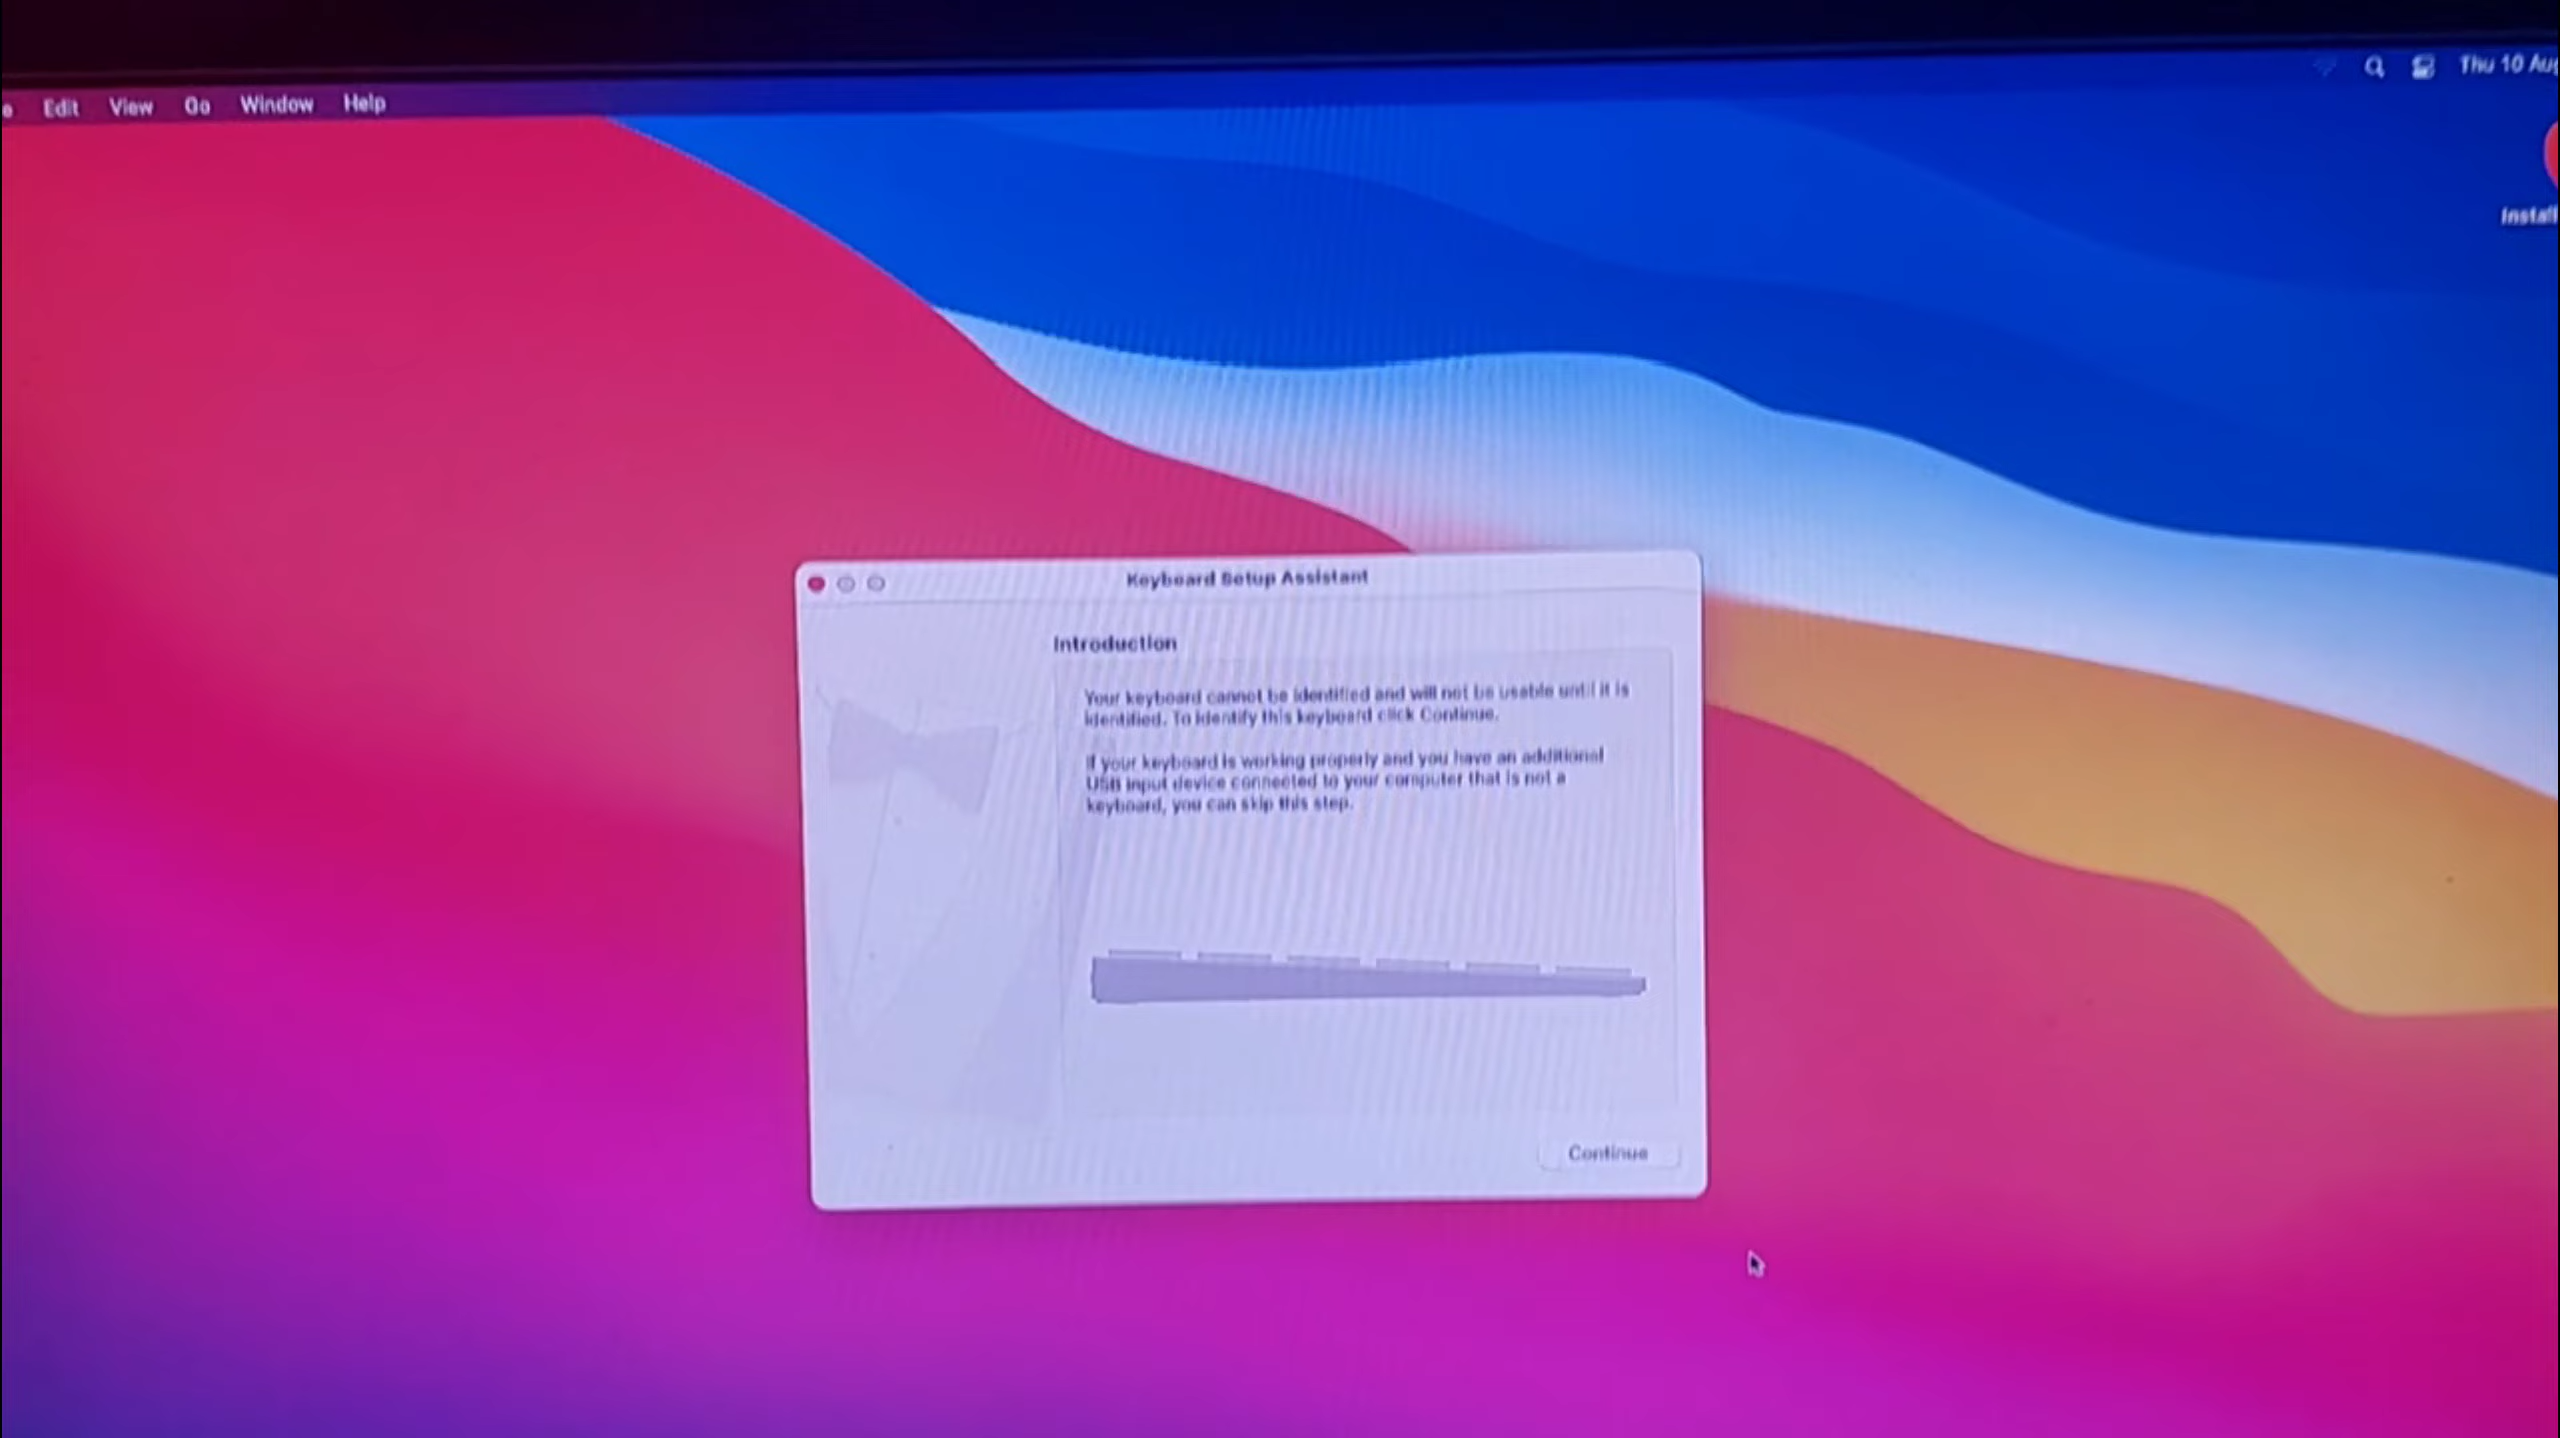 Edit View Go Window Help
Thu 10 Aug
Install
Keyboard Setup Assistant
Introduction
Your keyboard cannot be identified and will not be usable until it is
identified. To identify this keyboard click Continue.
If your keyboard is working properly and you have an additional
USB input device connected to your computer that is not a
keyboard, you can skip this step.
Continue